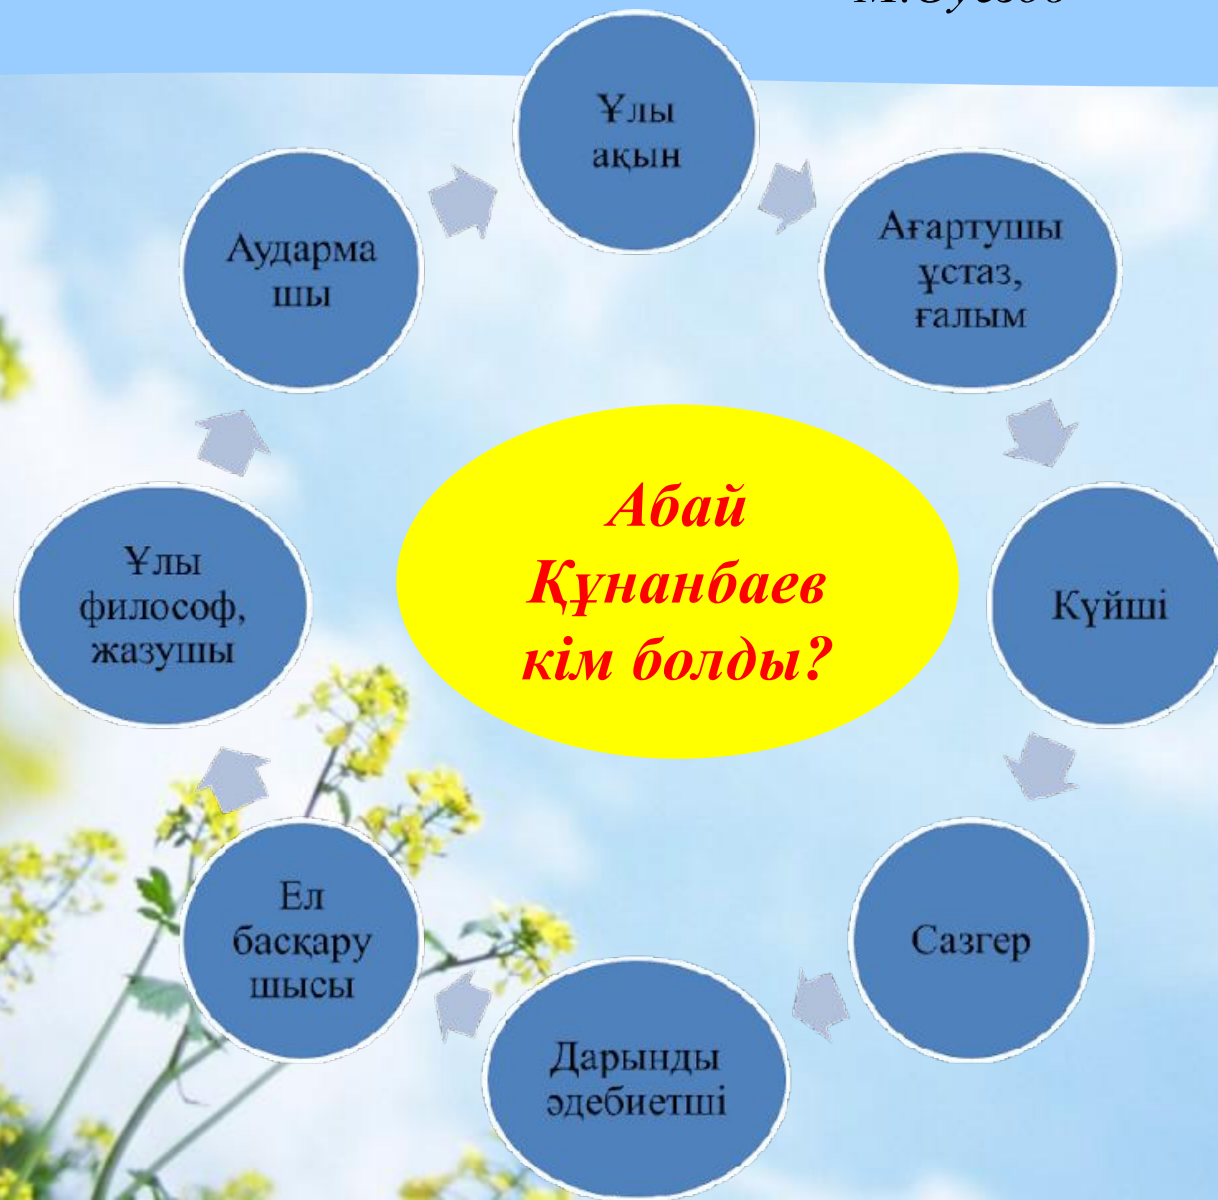 Ұлы
ақын
Ағартушы
ұстаз,
ғалым
Күйші
Сазгер
Дарынды
әдебиетші
Ел
басқару
шысы
Ұлы
философ,
жазушы
Аударма
шы
Абай
Құнанбаев
кім болды?